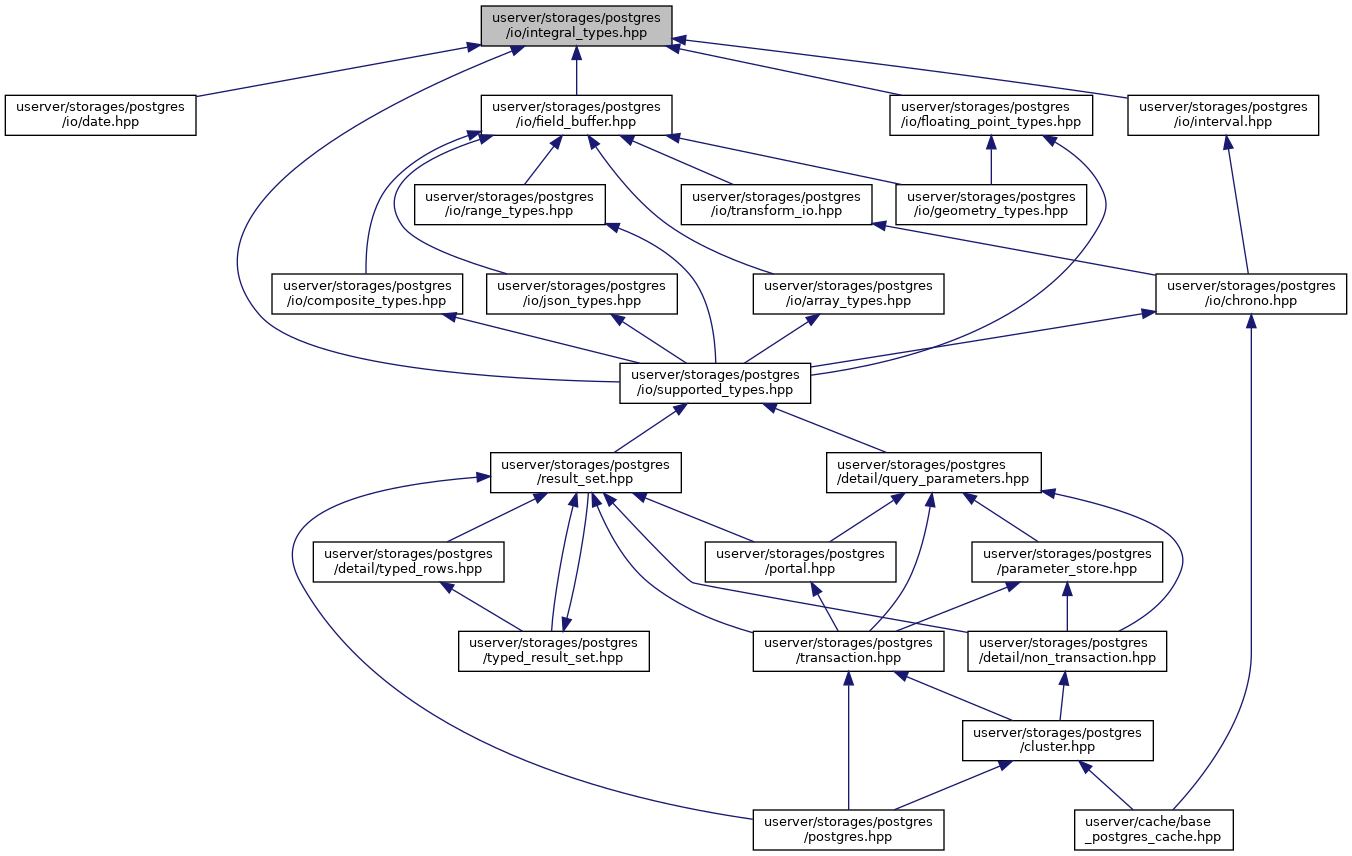 userver/storages/postgres
/io/integral_types.hpp
userver/storages/postgres
/io/date.hpp
userver/storages/postgres
/io/field_buffer.hpp
userver/storages/postgres
/io/floating_point_types.hpp
userver/storages/postgres
/io/interval.hpp
userver/storages/postgres
/io/range_types.hpp
userver/storages/postgres
/io/transform_io.hpp
userver/storages/postgres
/io/geometry_types.hpp
userver/storages/postgres
/io/composite_types.hpp
userver/storages/postgres
/io/json_types.hpp
userver/storages/postgres
/io/array_types.hpp
userver/storages/postgres
/io/chrono.hpp
userver/storages/postgres
/io/supported_types.hpp
userver/storages/postgres
/result_set.hpp
userver/storages/postgres
/detail/query_parameters.hpp
userver/storages/postgres
/detail/typed_rows.hpp
userver/storages/postgres
/portal.hpp
userver/storages/postgres
/parameter_store.hpp
userver/storages/postgres
/typed_result_set.hpp
userver/storages/postgres
/transaction.hpp
userver/storages/postgres
/detail/non_transaction.hpp
userver/storages/postgres
/cluster.hpp
userver/storages/postgres
/postgres.hpp
userver/cache/base
_postgres_cache.hpp